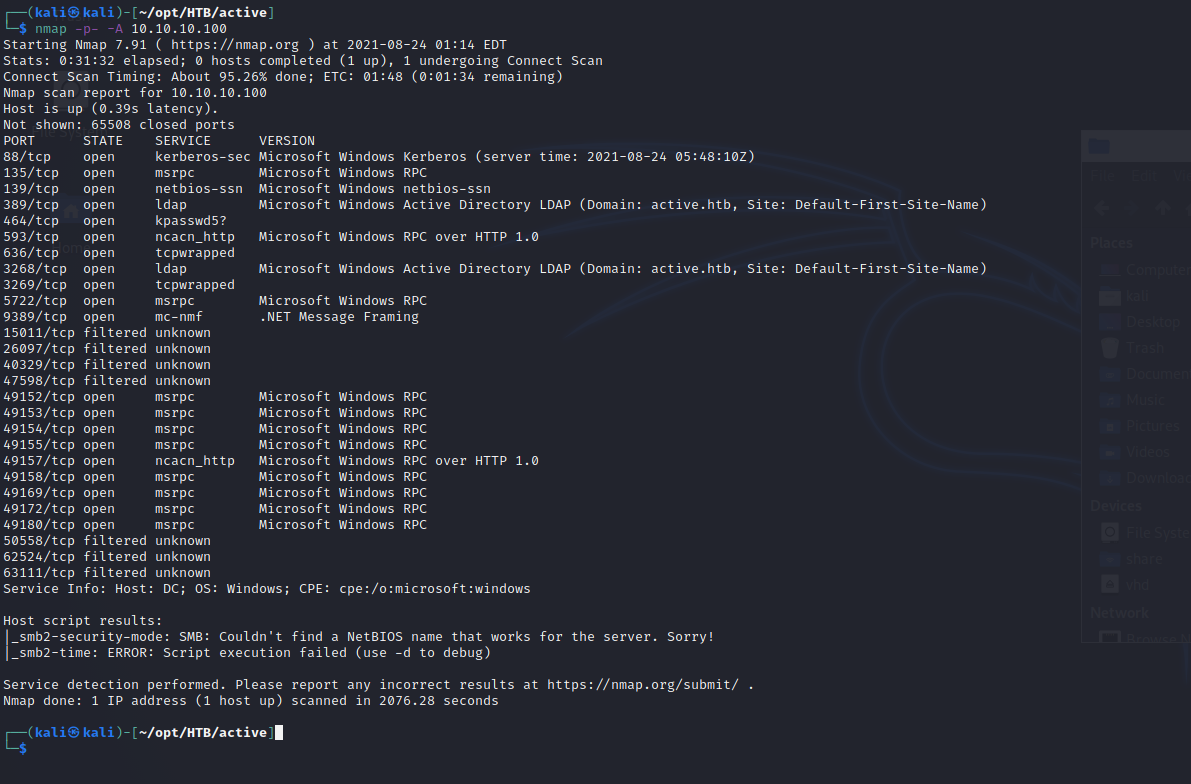 ┌──(kali㉿kali)-[~/opt/HTB/active]
└─$ nmap -p- -A 10.10.10.100
Starting Nmap 7.91 ( https://nmap.org ) at 2021-08-24 01:14 EDT
Stats: 0:31:32 elapsed; 0 hosts completed (1 up), 1 undergoing Connect Scan
Connect Scan Timing: About 95.26% done; ETC: 01:48 (0:01:34 remaining)
Nmap scan report for 10.10.10.100
Host is up (0.39s latency).
Not shown: 65508 closed ports
PORT      STATE    SERVICE      VERSION
88/tcp    open     kerberos-sec Microsoft Windows Kerberos (server time: 2021-08-24 05:48:10Z)
135/tcp   open     msrpc        Microsoft Windows RPC
139/tcp   open     netbios-ssn  Microsoft Windows netbios-ssn
389/tcp   open     ldap         Microsoft Windows Active Directory LDAP (Domain: active.htb, Site: Default-First-Site-Name)
464/tcp   open     kpasswd5?
593/tcp   open     ncacn_http   Microsoft Windows RPC over HTTP 1.0
636/tcp   open     tcpwrapped
3268/tcp  open     ldap         Microsoft Windows Active Directory LDAP (Domain: active.htb, Site: Default-First-Site-Name)
3269/tcp  open     tcpwrapped
5722/tcp  open     msrpc        Microsoft Windows RPC
9389/tcp  open     mc-nmf       .NET Message Framing
15011/tcp filtered unknown
26097/tcp filtered unknown
40329/tcp filtered unknown
47598/tcp filtered unknown
49152/tcp open     msrpc        Microsoft Windows RPC
49153/tcp open     msrpc        Microsoft Windows RPC
49154/tcp open     msrpc        Microsoft Windows RPC
49155/tcp open     msrpc        Microsoft Windows RPC
49157/tcp open     ncacn_http   Microsoft Windows RPC over HTTP 1.0
49158/tcp open     msrpc        Microsoft Windows RPC
49169/tcp open     msrpc        Microsoft Windows RPC
49172/tcp open     msrpc        Microsoft Windows RPC
49180/tcp open     msrpc        Microsoft Windows RPC
50558/tcp filtered unknown
62524/tcp filtered unknown
63111/tcp filtered unknown
Service Info: Host: DC; OS: Windows; CPE: cpe:/o:microsoft:windows
Host script results:
|_smb2-security-mode: SMB: Couldn't find a NetBIOS name that works for the server. Sorry!
|_smb2-time: ERROR: Script execution failed (use -d to debug)
Service detection performed. Please report any incorrect results at https://nmap.org/submit/ .
Nmap done: 1 IP address (1 host up) scanned in 2076.28 seconds
┌──(kali㉿kali)-[~/opt/HTB/active]
└─$
File Edit
Places
Computer
kali
Desktop
Trash
Music
Pictures
Videos
Devices
share
Network